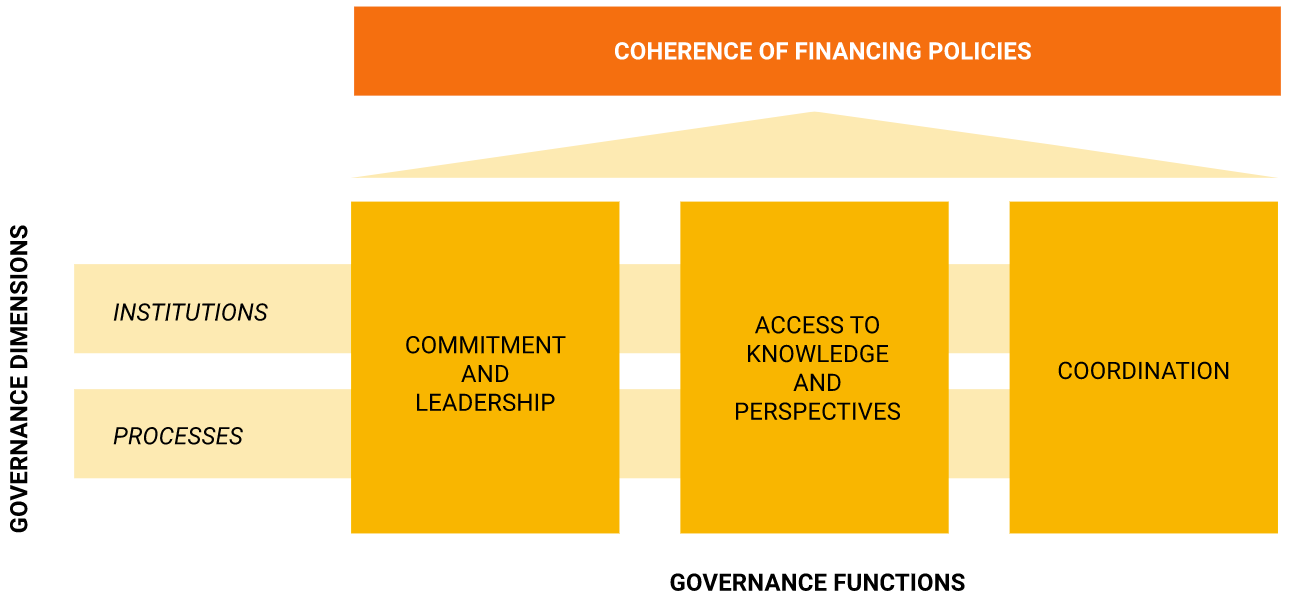 COHERENCE OF FINANCING POLICIES
GOVERNANCE DIMENSIONS
INSTITUTIONS
PROCESSES
COMMITMENT
AND
LEADERSHIP
ACCESS TO
KNOWLEDGE
AND
PERSPECTIVES
COORDINATION
GOVERNANCE FUNCTIONS